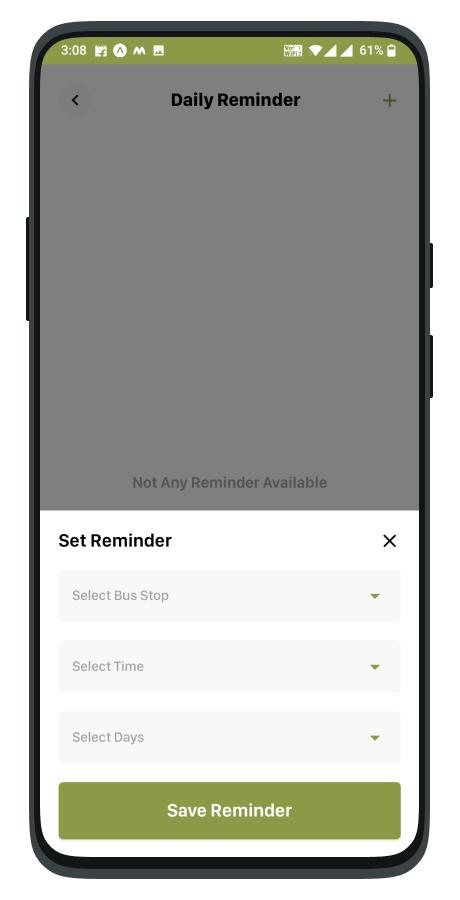 3:08 61%
Daily Reminder
Not Any Reminder Available
Set Reminder
Select Bus Stop
Select Time
Select Days
Save Reminder